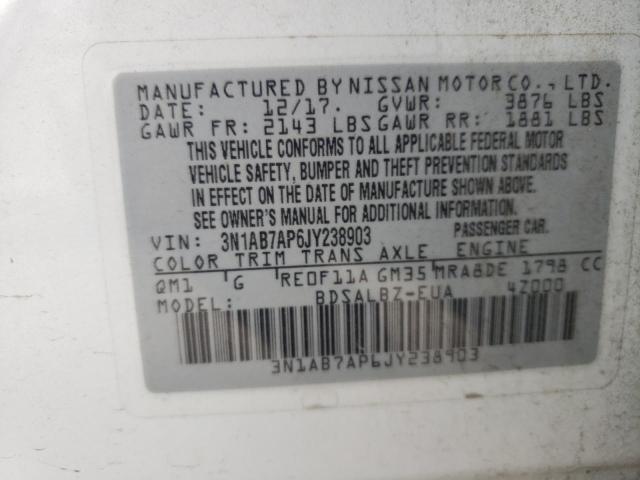 MANUFACTURED BY NISSAN MOTOR CO., LTD.
DATE: 12/17. GVWR: 3876 LBS
GAWR FR: 2143 LBS GAWR RR: 1881 LBS
THIS VEHICLE CONFORMS TO ALL APPLICABLE FEDERAL MOTOR
VEHICLE SAFETY, BUMPER AND THEFT PREVENTION STANDARDS
IN EFFECT ON THE DATE OF MANUFACTURE SHOWN ABOVE.
SEE OWNER'S MANUAL FOR ADDITIONAL INFORMATION.
VIN: 3N1AB7AP6JY238903 PASSENGER CAR.
COLOR TRIM TRANS AXLE ENGINE
QM1 G RE0F11A GM35 MRA8DE 1798 CC
MODEL: BDSALBZ-EUA 4Z000
3N1AB7AP6JY238903